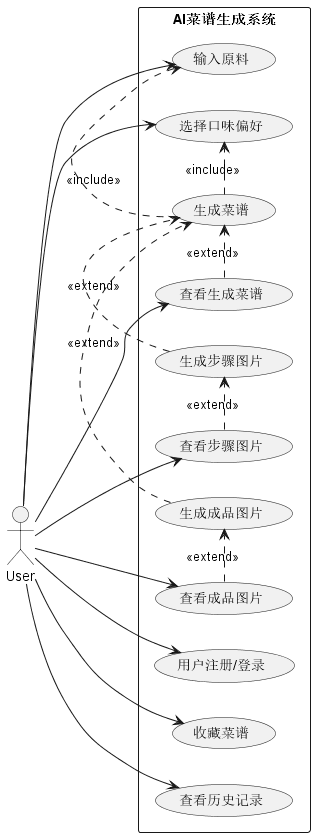 AI菜谱生成系统
输入原料
选择口味偏好
«include»
«include»
生成菜谱
«extend»
«extend»
查看生成菜谱
«extend»
生成步骤图片
«extend»
查看步骤图片
生成成品图片
User
«extend»
查看成品图片
用户注册/登录
收藏菜谱
查看历史记录